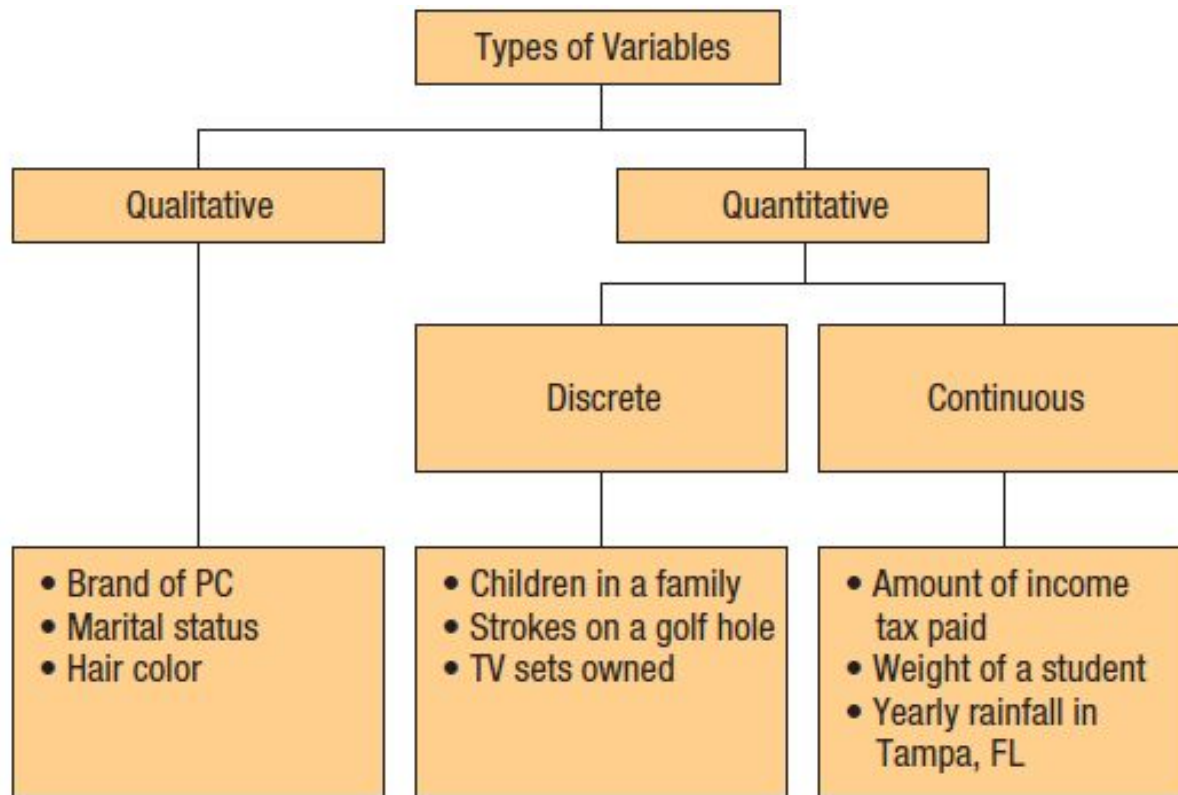 Types of Variables
Qualitative
Quantitative
Discrete
Continuous
• Brand of PC
• Marital status
• Hair color
• Children in a family
• Strokes on a golf hole
• TV sets owned
• Amount of income
tax paid
• Weight of a student
• Yearly rainfall in
Tampa, FL